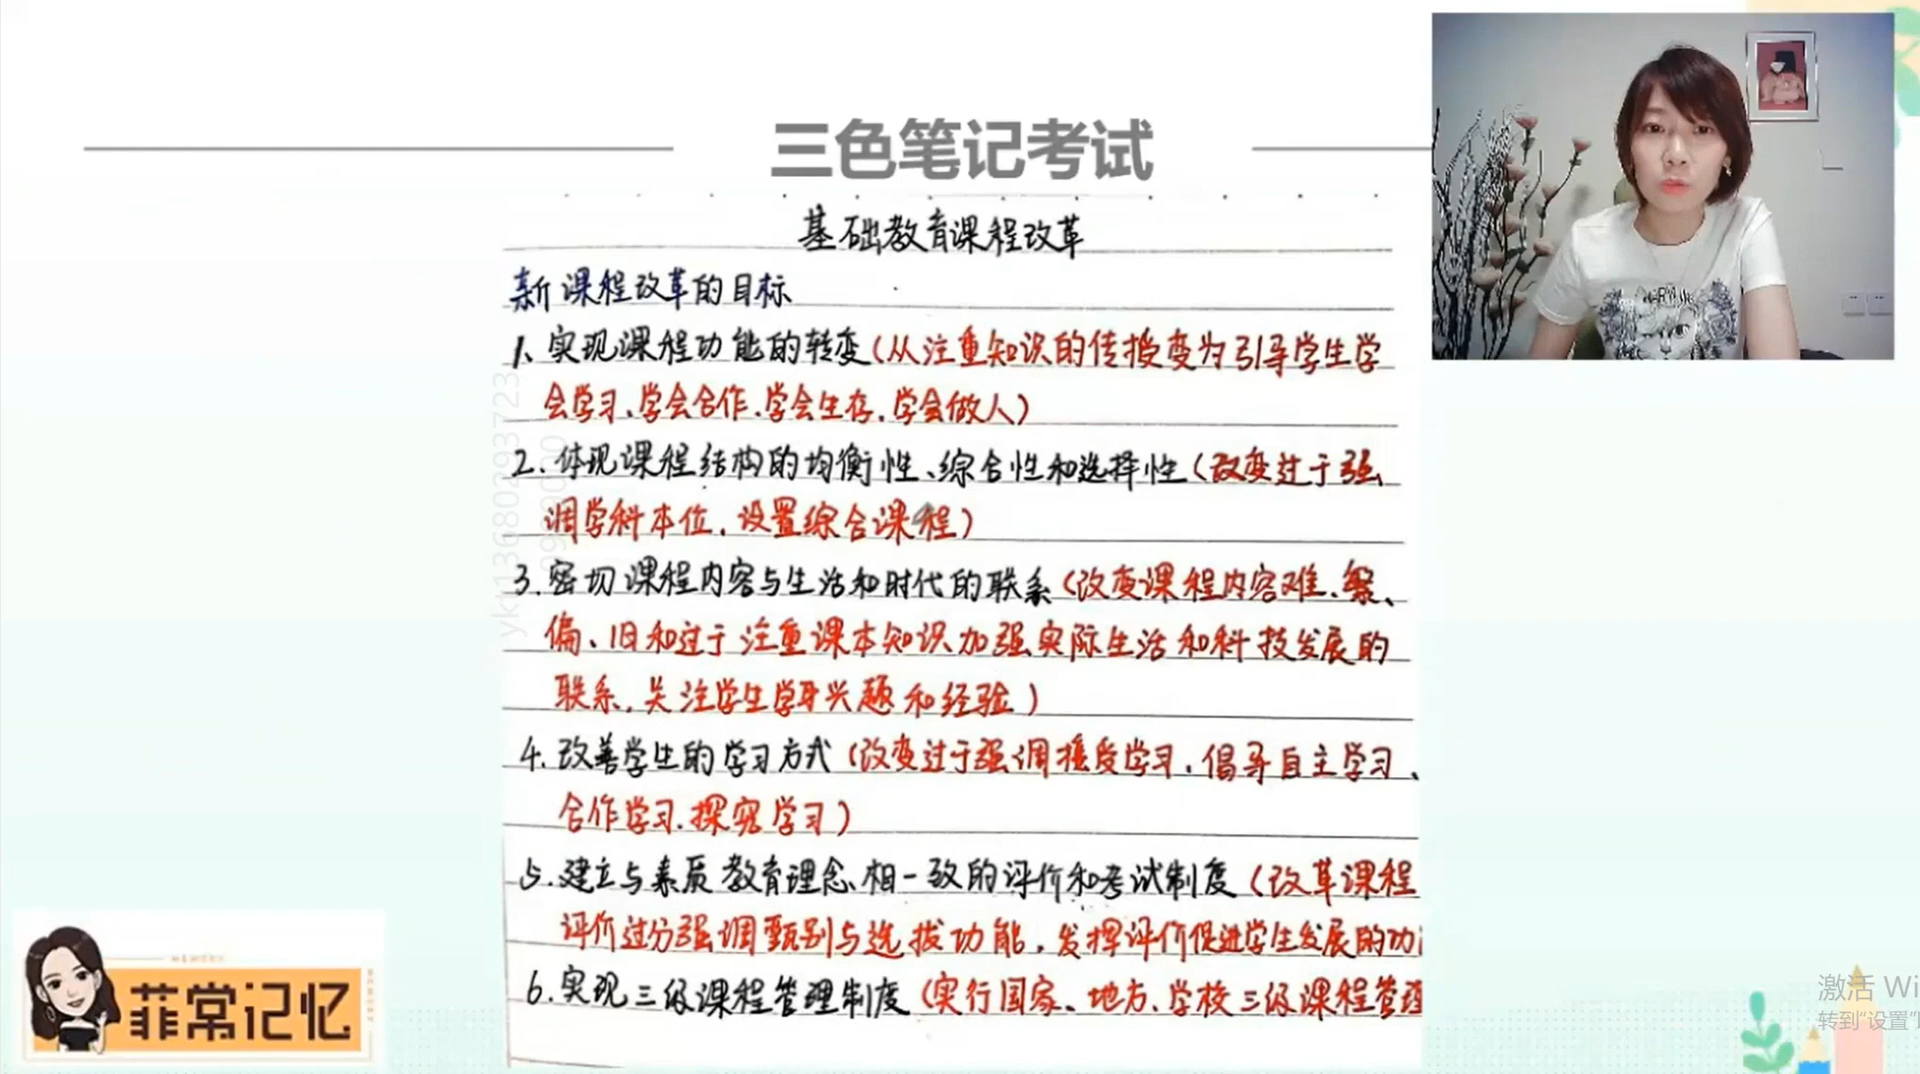 三色笔记考试
基础教育课程改革
新课程改革的目标
1、实现课程功能的转变(从注重知识的传授变为引导学生学
会学习、学会合作、学会生存、学会做人)
2.体现课程结构的均衡性、综合性和选择性(改变过于强
调学科本位,设置综合课程)
3.密切课程内容与生活和时代的联系(改变课程内容难、繁、
偏、旧和过于注重课本知识加强实际生活和科技发展的
联系,关注学生学习兴趣和经验)
4.改善学生的学习方式(改变过于强调接受学习,倡导自主学习、
合作学习.探究学习)
5.建立与素质教育理念相一致的评价和考试制度(改革课程
评价过分强调甄别与选拔功能,发挥评价促进学生发展的功
6.实现三级课程管理制度(实行国家、地方、学校三级课程管理
菲常记忆
激活 Wi
转到"设置"